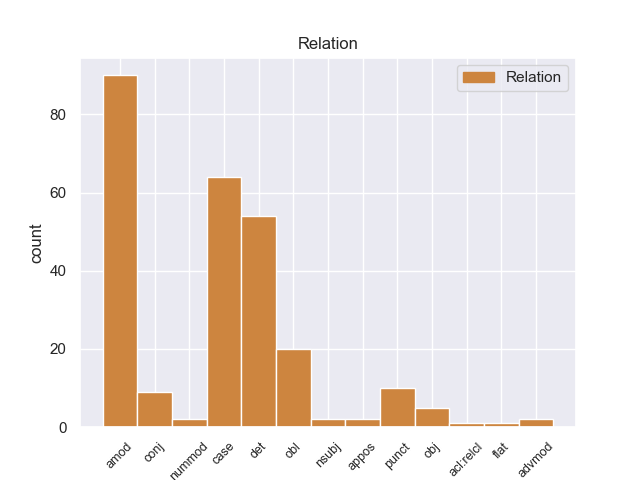 Relation
Relation
80
60
40
20
0
count
amod conj nummod case det obl nsubj appos punct obj acl:relcl flat advmod